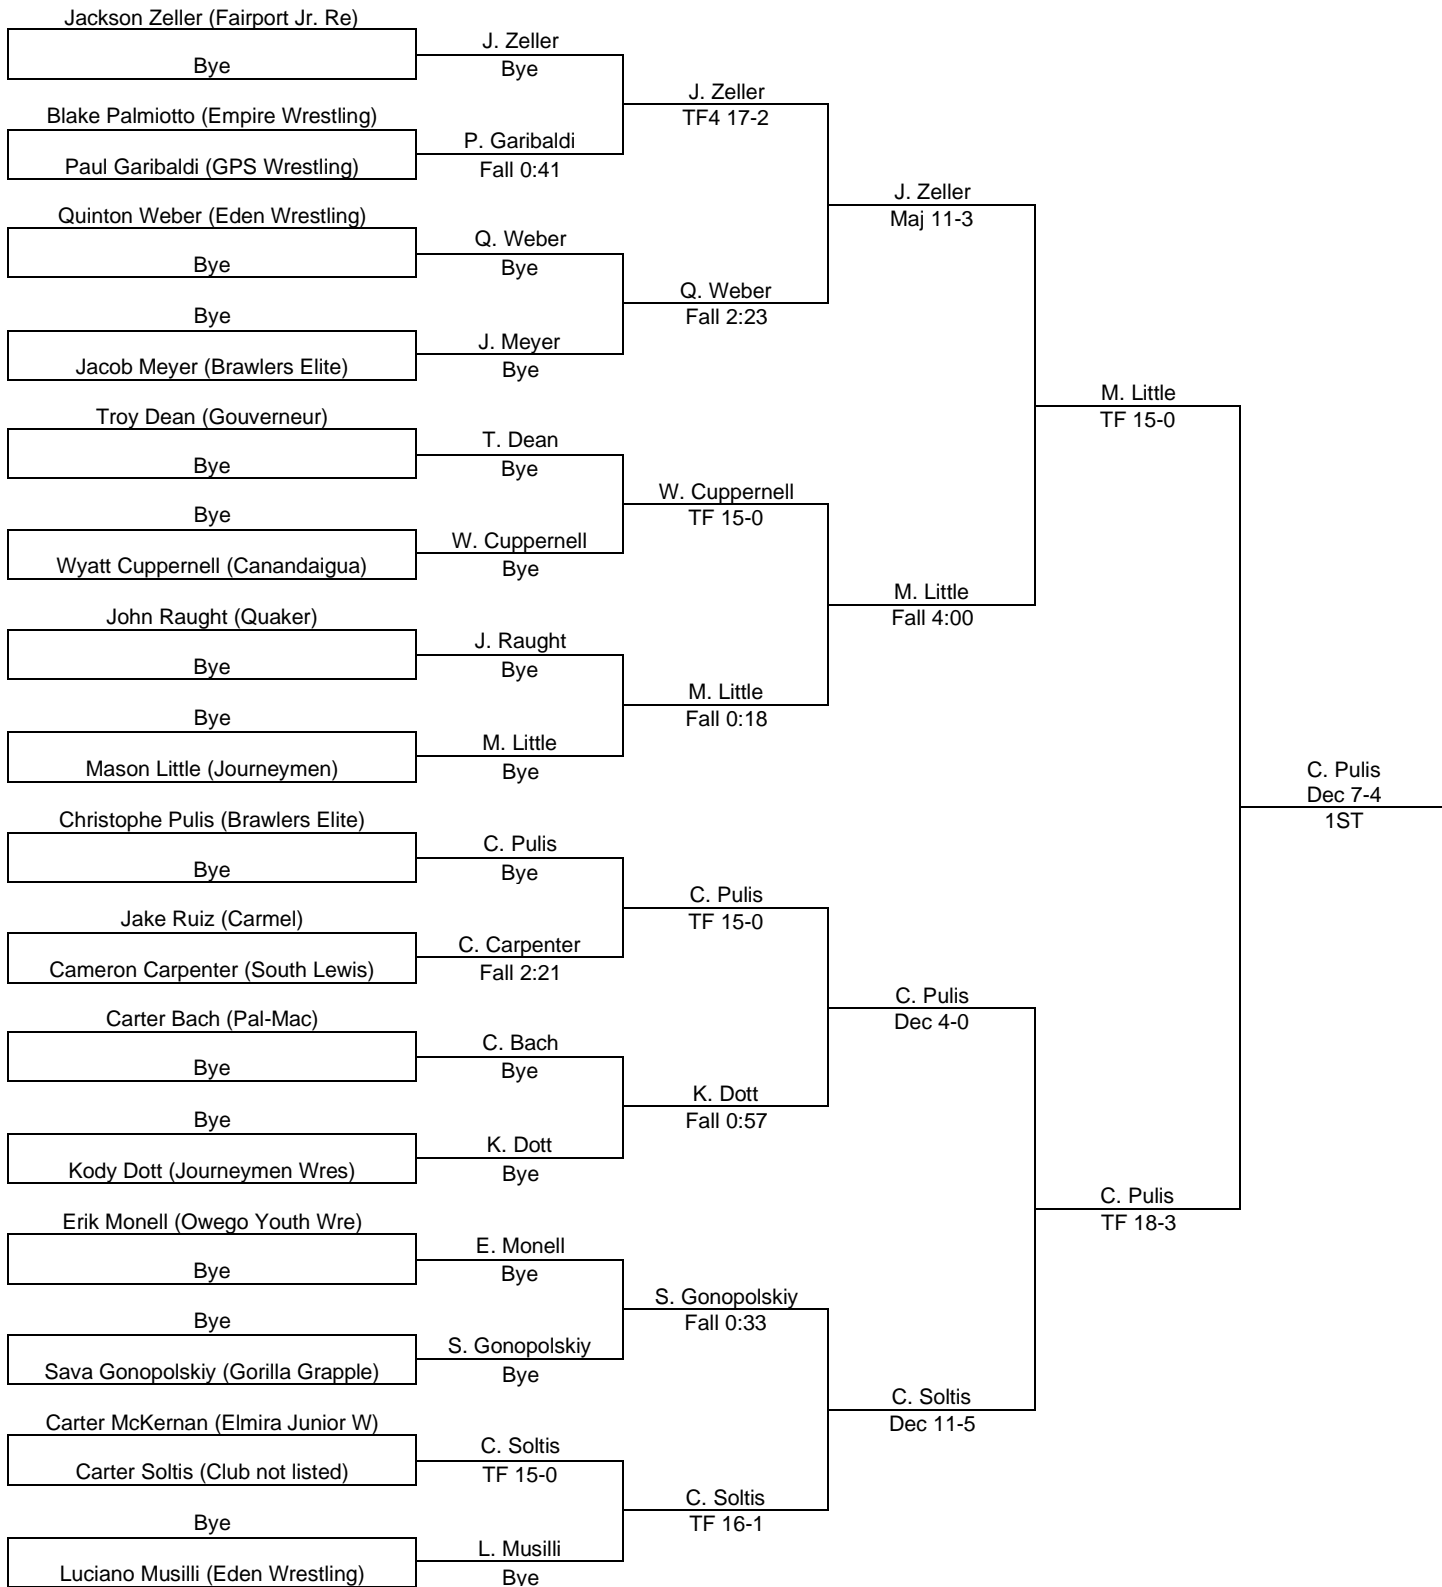 Jackson Zeller (Fairport Jr. Re)
Bye
J. Zeller
Bye
Blake Palmiotto (Empire Wrestling)
Paul Garibaldi (GPS Wrestling)
P. Garibaldi
Fall 0:41
J. Zeller
TF4 17-2
Quinton Weber (Eden Wrestling)
Bye
Q. Weber
Bye
Bye
Jacob Meyer (Brawlers Elite)
J. Meyer
Bye
Q. Weber
Fall 2:23
J. Zeller
Maj 11-3
Troy Dean (Gouverneur)
Bye
T. Dean
Bye
Bye
Wyatt Cuppernell (Canandaigua)
W. Cuppernell
Bye
W. Cuppernell
TF 15-0
John Raught (Quaker)
Bye
J. Raught
Bye
Bye
Mason Little (Journeymen)
M. Little
Bye
M. Little
Fall 0:18
M. Little
Fall 4:00
M. Little
TF 15-0
Christophe Pulis (Brawlers Elite)
Bye
C. Pulis
Bye
Jake Ruiz (Carmel)
Cameron Carpenter (South Lewis)
C. Carpenter
Fall 2:21
C. Pulis
TF 15-0
Carter Bach (Pal-Mac)
Bye
C. Bach
Bye
Bye
Kody Dott (Journeymen Wres)
K. Dott
Bye
K. Dott
Fall 0:57
C. Pulis
Dec 4-0
Erik Monell (Owego Youth Wre)
Bye
E. Monell
Bye
Bye
Sava Gonopolskiy (Gorilla Grapple)
S. Gonopolskiy
Bye
S. Gonopolskiy
Fall 0:33
Carter McKernan (Elmira Junior W)
Carter Soltis (Club not listed)
C. Soltis
TF 15-0
Bye
Luciano Musilli (Eden Wrestling)
L. Musilli
Bye
C. Soltis
TF 16-1
C. Soltis
Dec 11-5
C. Pulis
TF 18-3
C. Pulis
Dec 7-4
1ST